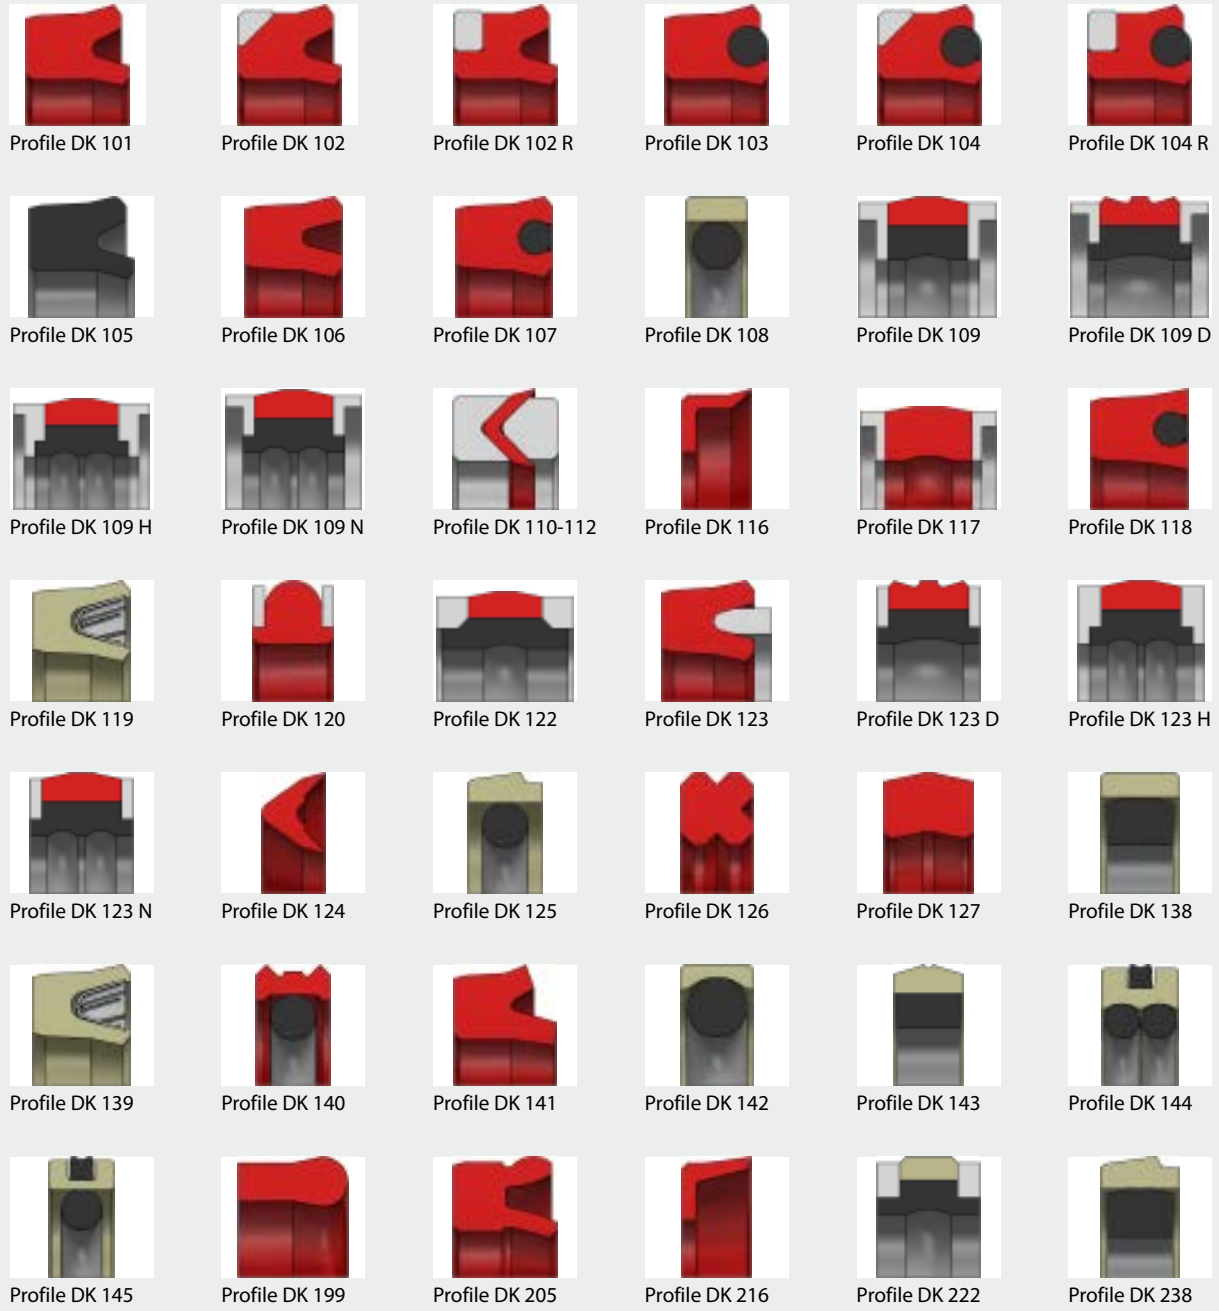 Profile DK 101
Profile DK 102
Profile DK 102 R
Profile DK 103
Profile DK 104
Profile DK 104 R
Profile DK 105
Profile DK 106
Profile DK 107
Profile DK 108
Profile DK 109
Profile DK 109 D
Profile DK 109 H
Profile DK 109 N
Profile DK 110-112
Profile DK 116
Profile DK 117
Profile DK 118
Profile DK 119
Profile DK 120
Profile DK 122
Profile DK 123
Profile DK 123 D
Profile DK 123 H
Profile DK 123 N
Profile DK 124
Profile DK 125
Profile DK 126
Profile DK 127
Profile DK 138
Profile DK 139
Profile DK 140
Profile DK 141
Profile DK 142
Profile DK 143
Profile DK 144
Profile DK 145
Profile DK 199
Profile DK 205
Profile DK 216
Profile DK 222
Profile DK 238